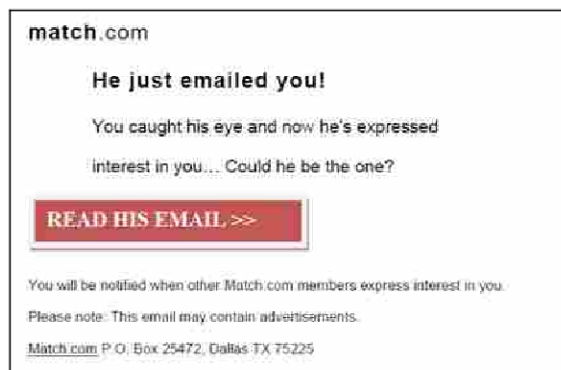 match.com
He just emailed you!
You caught his eye and now he's expressed
interest in you... Could he be the one?
READ HIS EMAIL >>
You will be notified when other Match.com members express interest in you.
Please note: This email may contain advertisements.
Match.com P.O. Box 25472, Dallas TX 75225